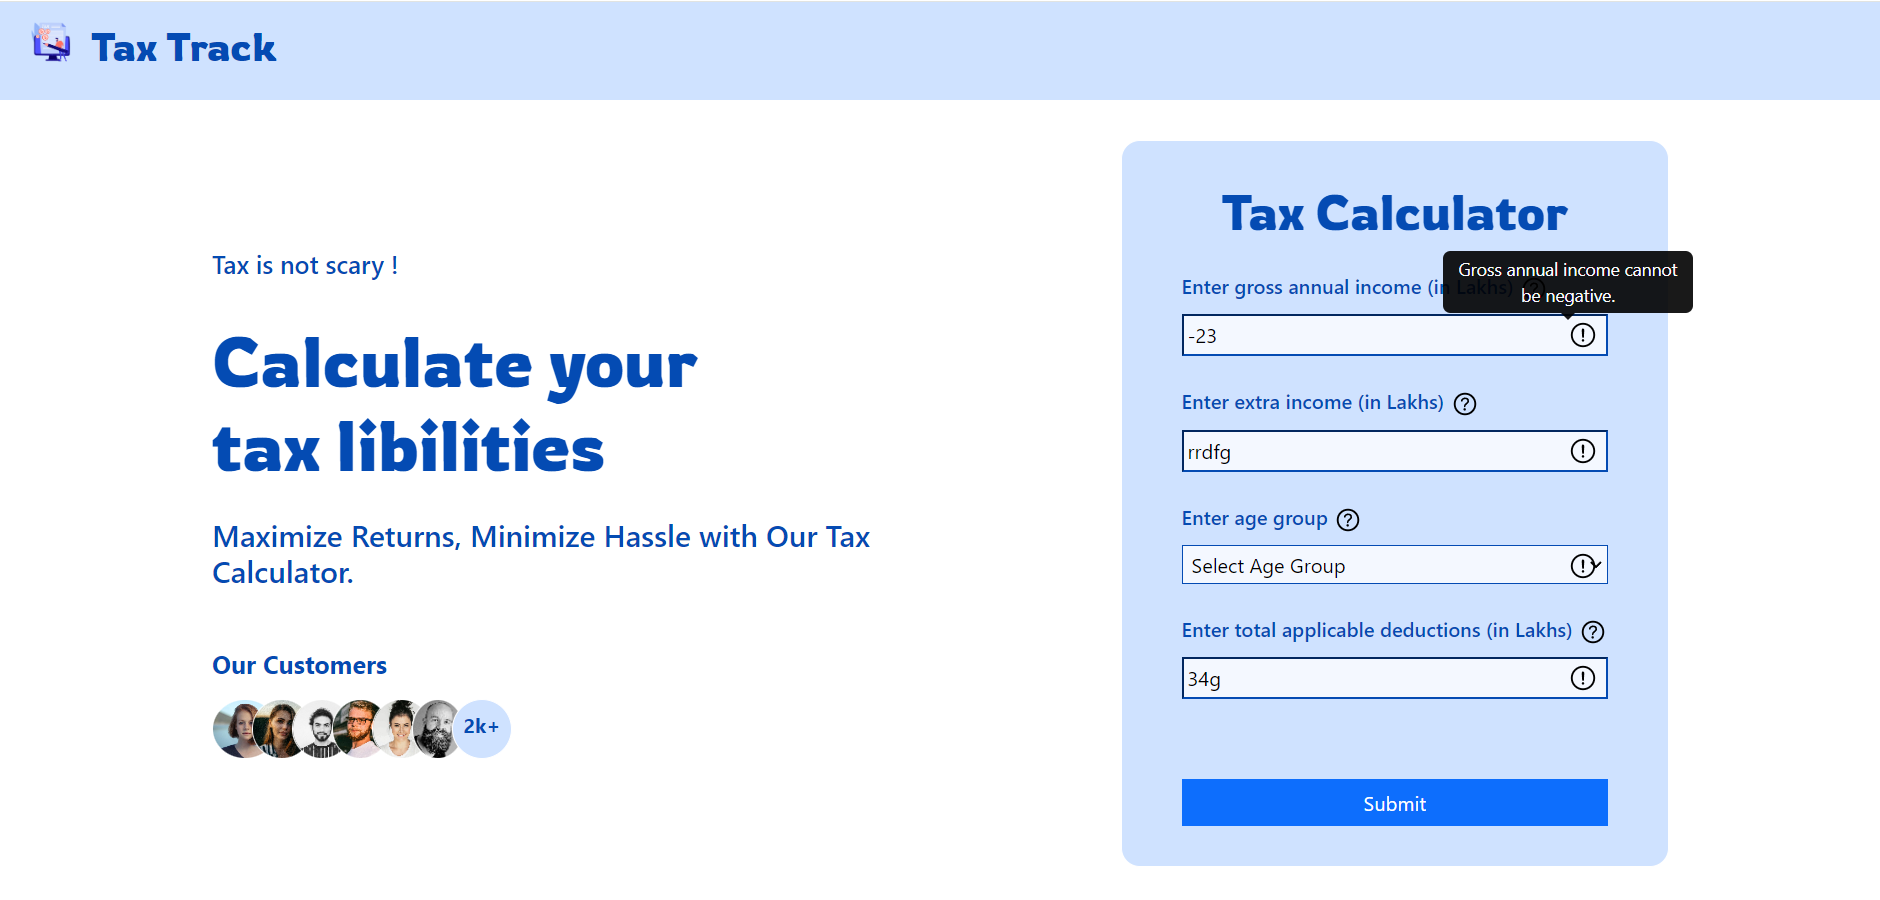 Tax Track
Tax is not scary !
Calculate your
tax libilities
Maximize Returns, Minimize Hassle with Our Tax
Calculator.
Our Customers
2k+
Tax Calculator
Gross annual income cannot
be negative.
Enter gross annual income (in Lakhs)
-23
Enter extra income (in Lakhs)
rrdfg
Enter age group
Select Age Group
Enter total applicable deductions (in Lakhs)
34g
Submit